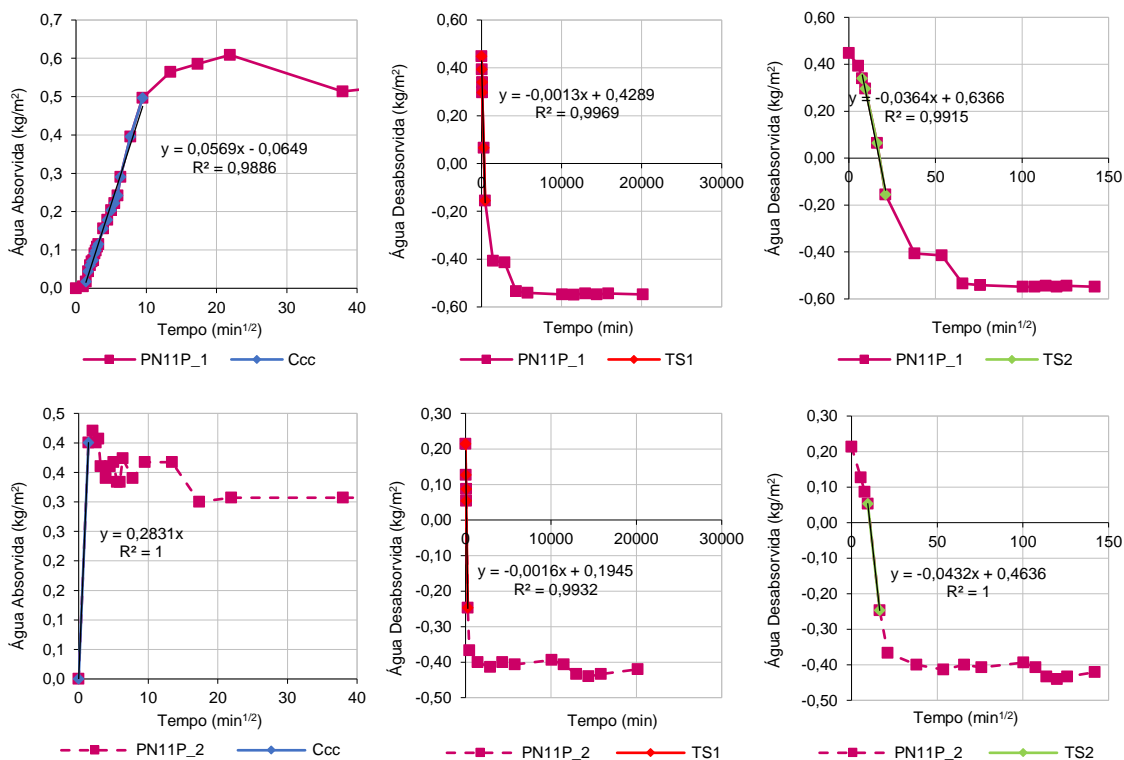 Água Absorvida (kg/m²)
0,7
0,6
0,5
0,4
0,3
0,2
0,1
0,0
y = 0,0569x - 0,0649
R² = 0,9886
0 10 20 30 40
Tempo (min^1/2)
PN11P_1 Ccc
Água Desabsorvida (kg/m²)
0,60
0,40
0,20
0,00
-0,20
-0,40
-0,60
y = -0,0013x + 0,4289
R² = 0,9969
0 10000 20000 30000
Tempo (min)
PN11P_1 TS1
Água Desabsorvida (kg/m²)
0,60
0,40
0,20
0,00
-0,20
-0,40
-0,60
y = -0,0364x + 0,6366
R² = 0,9915
0 50 100 150
Tempo (min^1/2)
PN11P_1 TS2
Água Absorvida (kg/m²)
0,5
0,4
0,4
0,3
0,3
0,2
0,2
0,1
0,1
0,0
y = 0,2831x
R² = 1
0 10 20 30 40
Tempo (min^1/2)
PN11P_2 Ccc
Água Desabsorvida (kg/m²)
0,30
0,20
0,10
0,00
-0,10
-0,20
-0,30
-0,40
-0,50
0 10000 20000 30000
y = -0,0016x + 0,1945
R² = 0,9932
Tempo (min)
PN11P_2 TS1
Água Desabsorvida (kg/m²)
0,30
0,20
0,10
0,00
-0,10
-0,20
-0,30
-0,40
-0,50
0 50 100 150
y = -0,0432x + 0,4636
R² = 1
Tempo (min^1/2)
PN11P_2 TS2